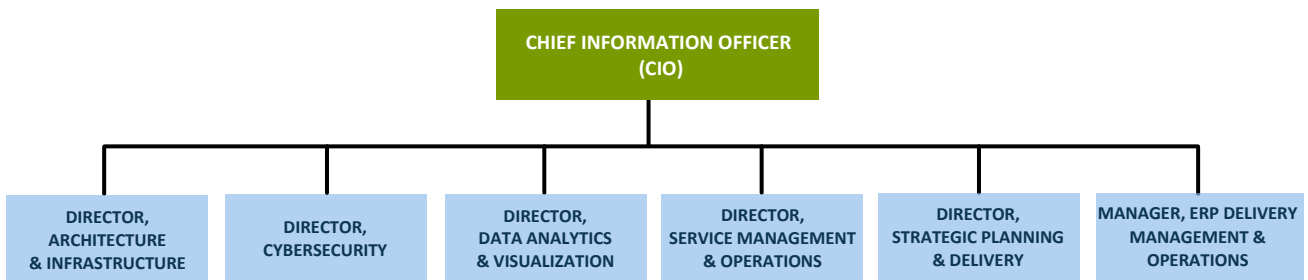 CHIEF INFORMATION OFFICER
(CIO)
DIRECTOR,
ARCHITECTURE
& INFRASTRUCTURE
DIRECTOR,
CYBERSECURITY
DIRECTOR,
DATA ANALYTICS
& VISUALIZATION
DIRECTOR,
SERVICE MANAGEMENT
& OPERATIONS
DIRECTOR,
STRATEGIC PLANNING
& DELIVERY
MANAGER, ERP DELIVERY
MANAGEMENT &
OPERATIONS